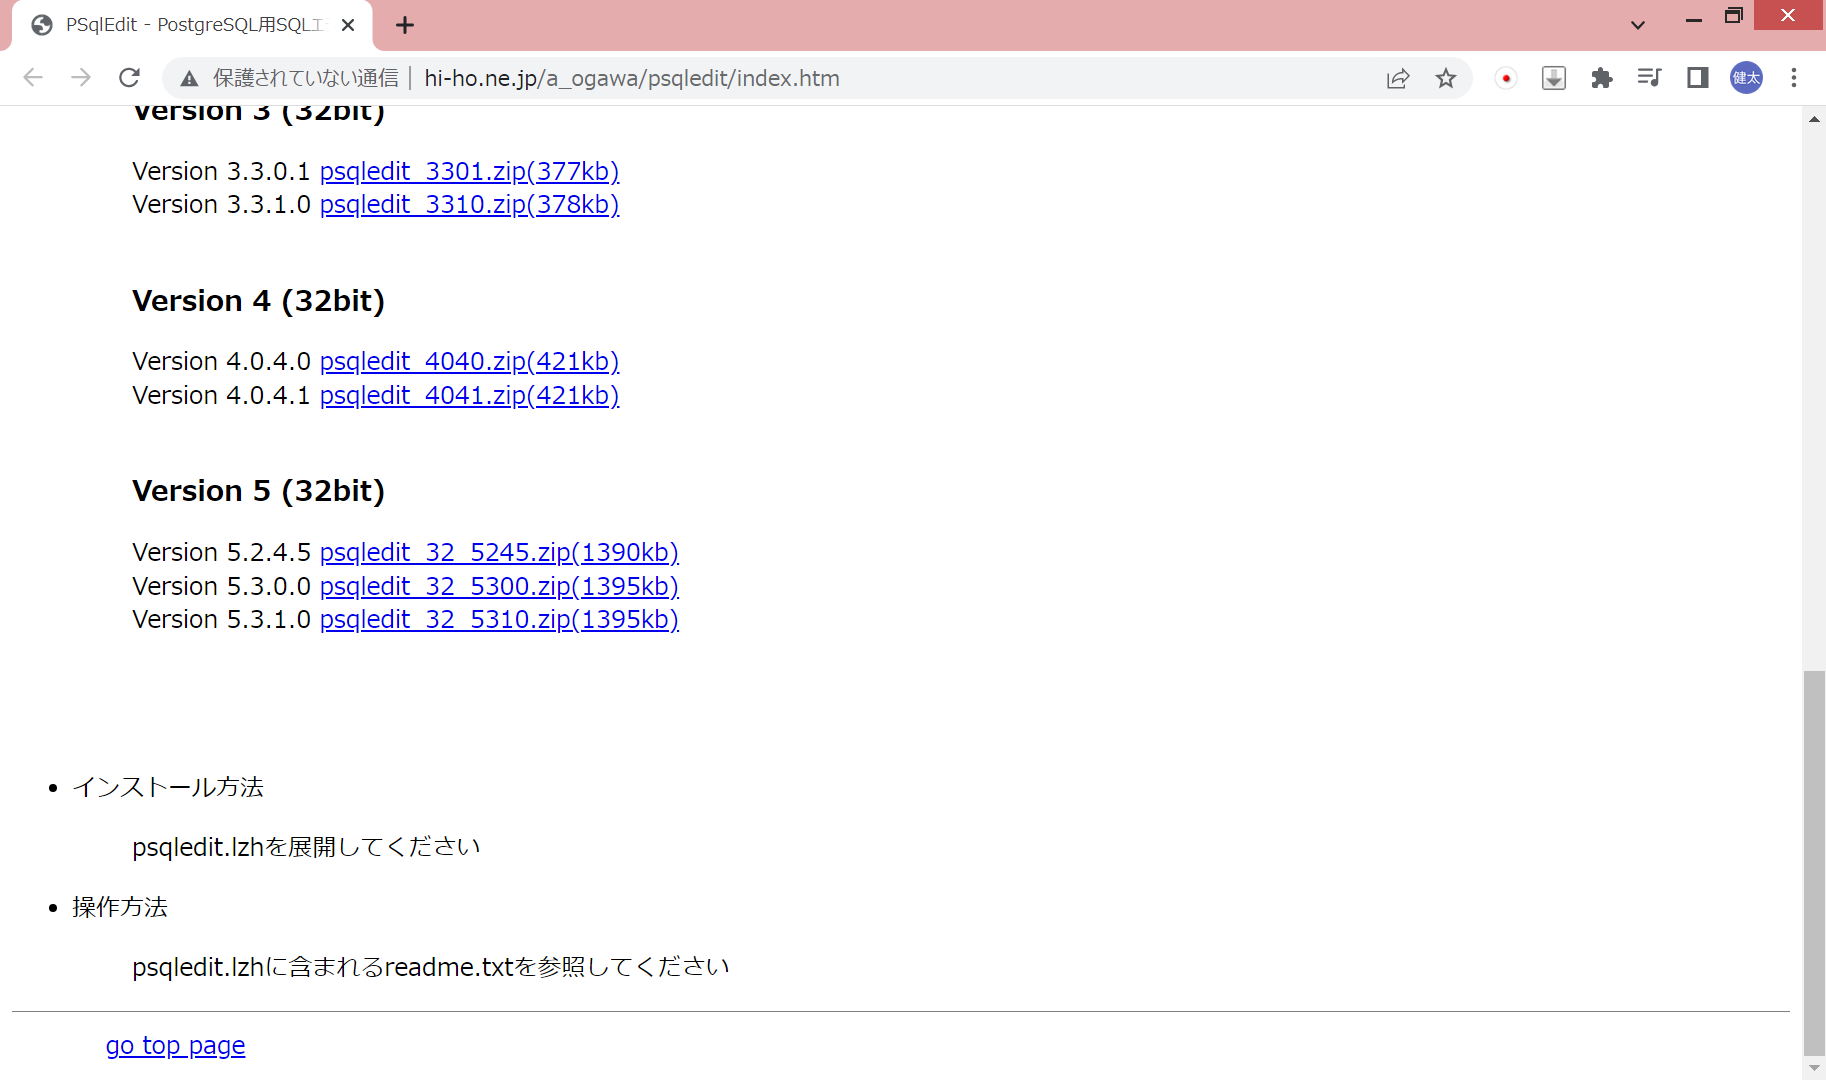 PSqlEdit - PostgreSQL用SQLエ
保護されていない通信 hi-ho.ne.jp/a_ogawa/psqledit/index.htm 健太
Version 3 (32bit)
Version 3.3.0.1 psqledit_3301.zip(377kb)
Version 3.3.1.0 psqledit_3310.zip(378kb)
Version 4 (32bit)
Version 4.0.4.0 psqledit_4040.zip(421kb)
Version 4.0.4.1 psqledit_4041.zip(421kb)
Version 5 (32bit)
Version 5.2.4.5 psqledit_32_5245.zip(1390kb)
Version 5.3.0.0 psqledit_32_5300.zip(1395kb)
Version 5.3.1.0 psqledit_32_5310.zip(1395kb)
インストール方法
psqledit.lzhを展開してください
操作方法
psqledit.lzhに含まれるreadme.txtを参照してください
go top page